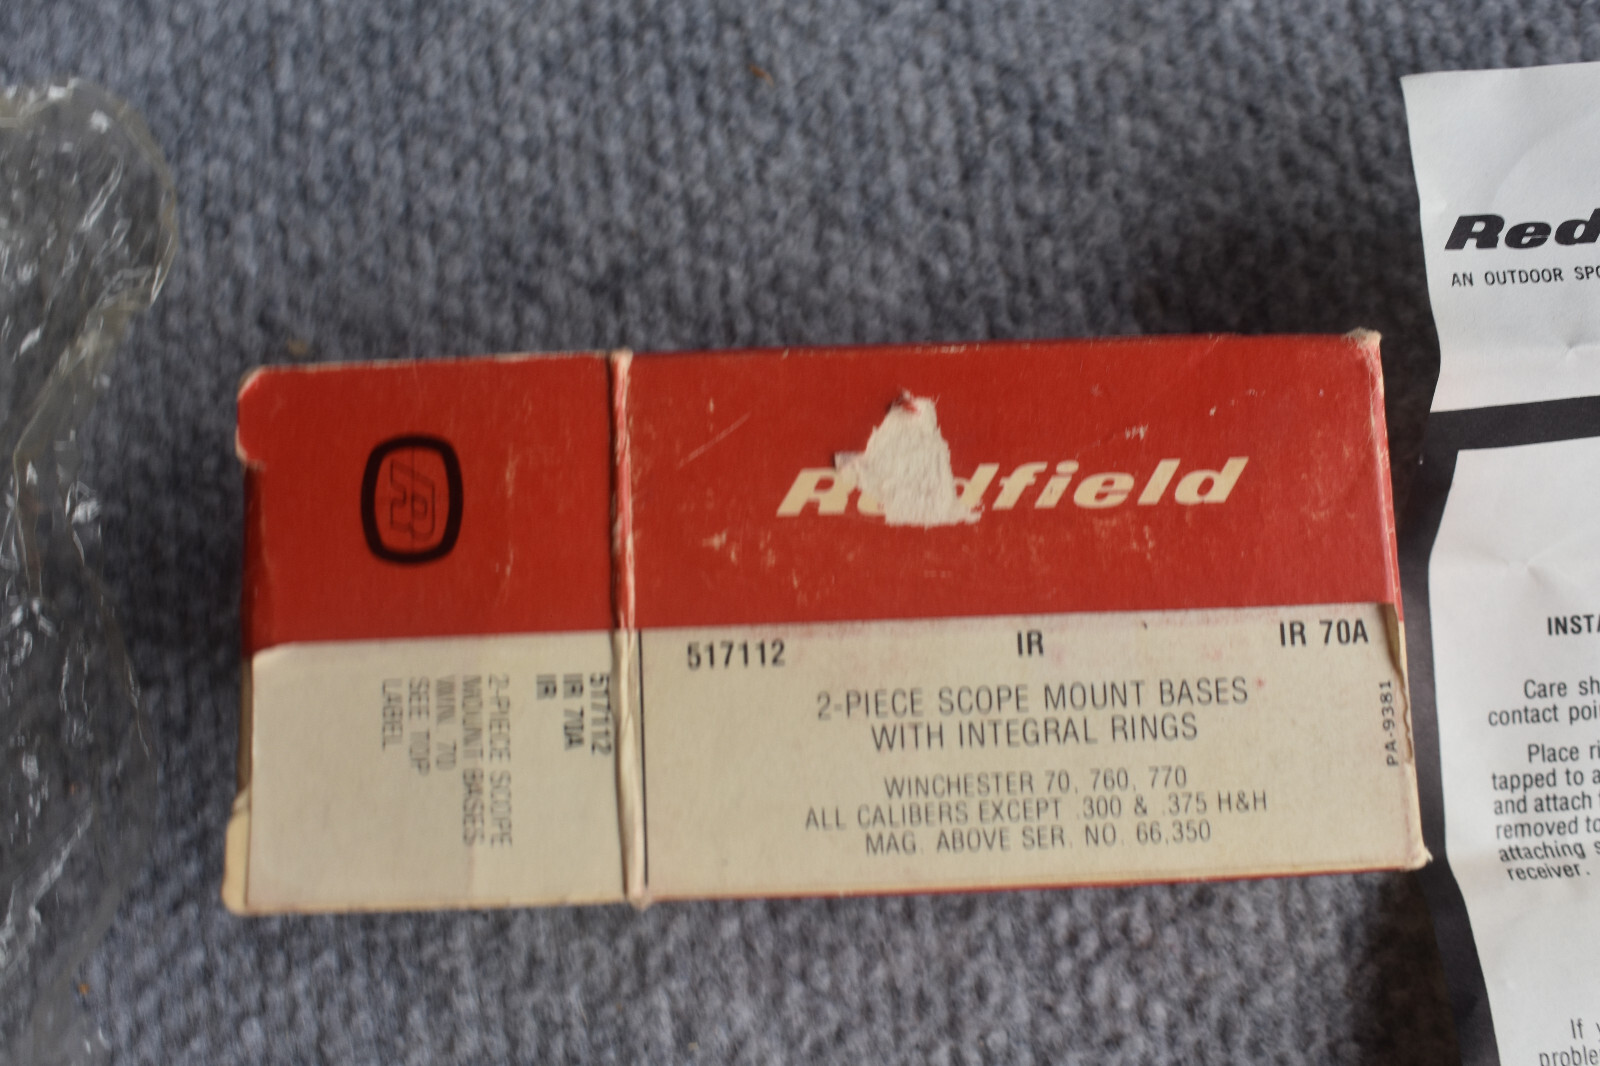 Redfield
517112 IR IR 70A
2-PIECE SCOPE MOUNT BASES
WITH INTEGRAL RINGS
WINCHESTER 70, 760, 770
ALL CALIBERS EXCEPT .300 & .375 H&H
MAG. ABOVE SER. NO. 66,350
PA-9381
517112
IR 70A
IR
2-PIECE SCOPE
MOUNT BASES
WIN. 70
SEE TOP
LABEL
R
Red
AN OUTDOOR SPO
INSTA
Care sh
contact poi
Place ri
tapped to a
and attach
removed to
attaching s
receiver.
If y
proble